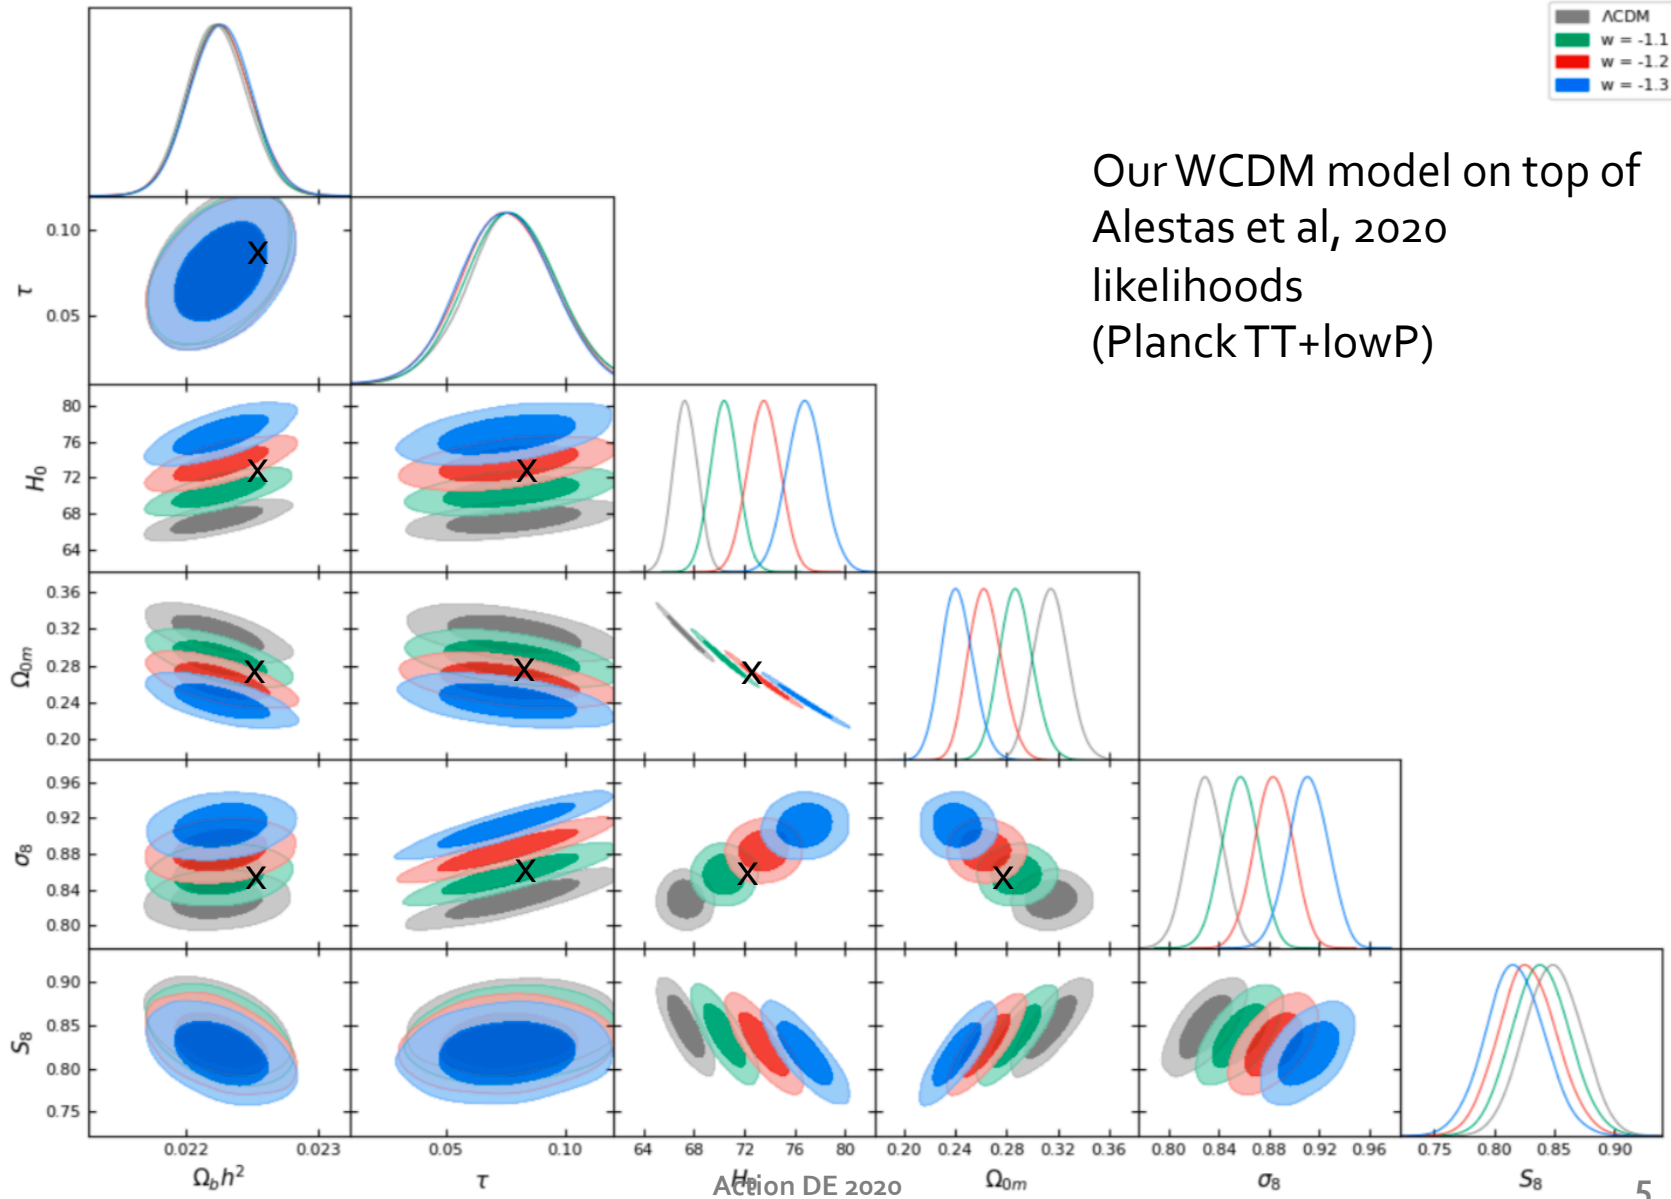 ΛCDM
w = -1.1
w = -1.2
w = -1.3
Our WCDM model on top of
Alestas et al, 2020
likelihoods
(Planck TT+lowP)
0.10
0.05
τ
X
80
76
72
68
64
H₀
X X
0.36
0.32
0.28
0.24
0.20
Ω₀ₘ
X X X
0.96
0.92
0.88
0.84
0.80
σ₈
X X X X
0.90
0.85
0.80
0.75
S₈
0.022 0.023 0.05 0.10 64 68 72 76 80 0.20 0.24 0.28 0.32 0.36 0.80 0.84 0.88 0.92 0.96 0.75 0.80 0.85 0.90
Ω_bh² τ H₀ Ω₀ₘ σ₈ S₈
Action DE 2020 5